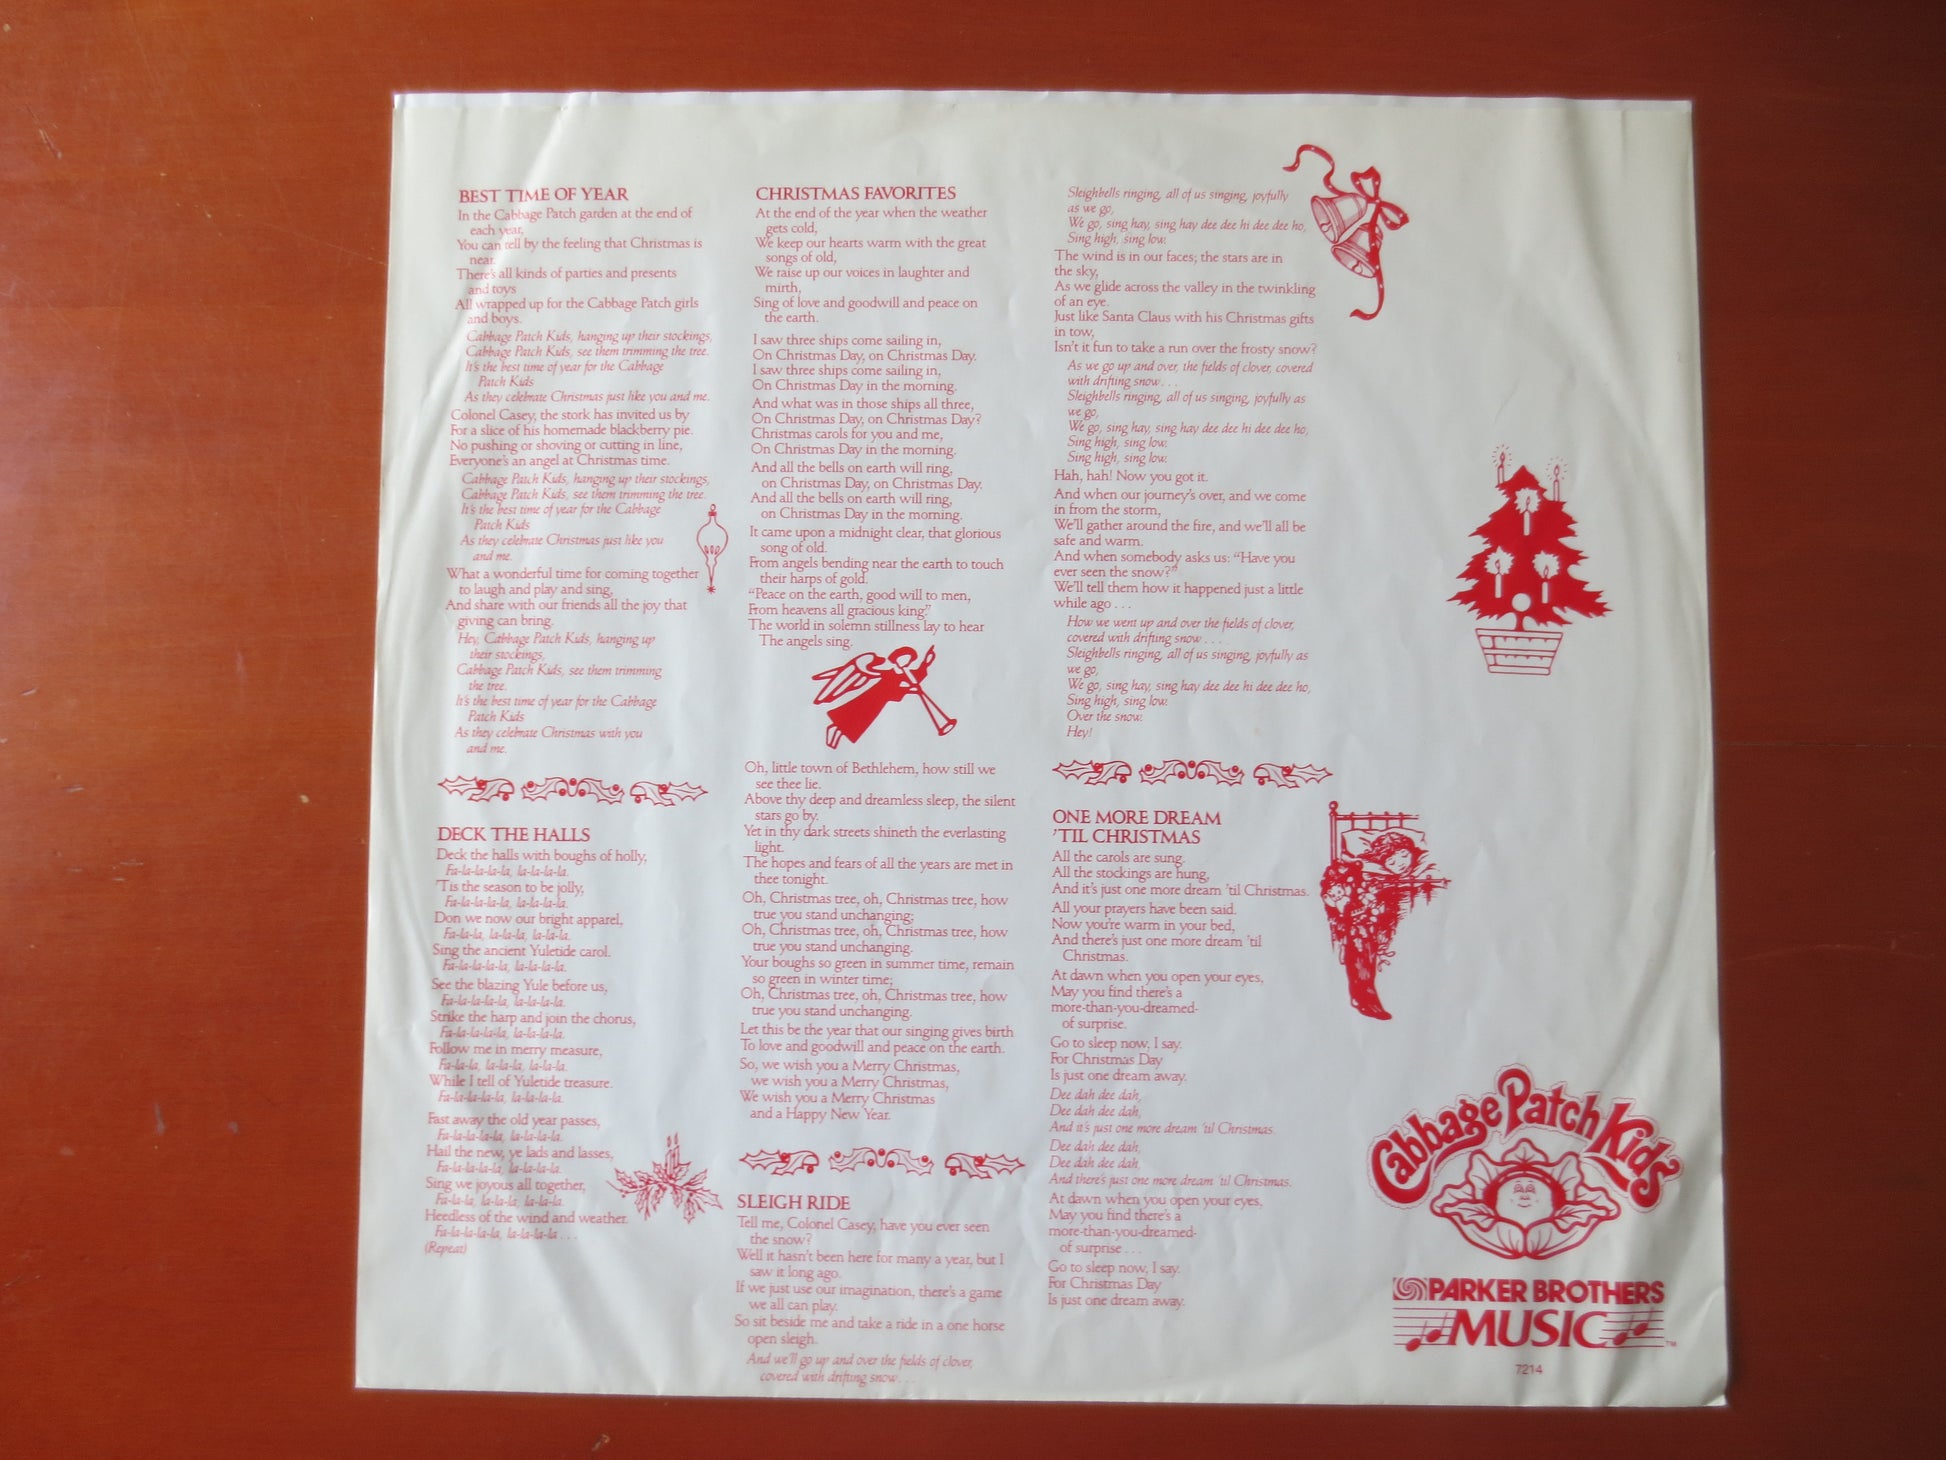 BEST TIME OF YEAR
In the Cabbage Patch garden at the end of
each year,
You can tell by the feeling that Christmas is
near.
There's all kinds of parties and presents
and toys
All wrapped up for the Cabbage Patch girls
and boys.
Cabbage Patch Kids, hanging up their stockings,
Cabbage Patch Kids, see them trimming the tree.
It's the best time of year for the Cabbage
Patch Kids
As they celebrate Christmas just like you and me.
Colonel Casey, the stork has invited us by
For a slice of his homemade blackberry pie.
No pushing or shoving or cutting in line,
Everyone's an angel at Christmas time.
Cabbage Patch Kids, hanging up their stockings,
Cabbage Patch Kids, see them trimming the tree.
It's the best time of year for the Cabbage
Patch Kids
As they celebrate Christmas just like you
and me.
What a wonderful time for coming together
to laugh and play and sing,
And share with our friends all the joy that
giving can bring.
Hey, Cabbage Patch Kids, hanging up
their stockings,
Cabbage Patch Kids, see them trimming
the tree.
It's the best time of year for the Cabbage
Patch Kids
As they celebrate Christmas with you
and me.
DECK THE HALLS
Deck the halls with boughs of holly,
Fa-la-la-la-la, la-la-la-la.
'Tis the season to be jolly,
Fa-la-la-la-la, la-la-la-la.
Don we now our bright apparel,
Fa-la-la, la-la-la, la-la-la.
Sing the ancient Yuletide carol.
Fa-la-la-la-la, la-la-la-la.
See the blazing Yule before us,
Fa-la-la-la-la, la-la-la-la.
Strike the harp and join the chorus,
Fa-la-la-la-la, la-la-la-la.
Follow me in merry measure,
Fa-la-la, la-la-la, la-la-la.
While I tell of Yuletide treasure.
Fa-la-la-la-la, la-la-la-la.
Fast away the old year passes,
Fa-la-la-la-la, la-la-la-la.
Hail the new, ye lads and lasses,
Fa-la-la-la-la, la-la-la-la.
Sing we joyous all together,
Fa-la-la, la-la-la, la-la-la.
Heedless of the wind and weather.
Fa-la-la-la-la, la-la-la-la . . .
(Repeat)
CHRISTMAS FAVORITES
At the end of the year when the weather
gets cold,
We keep our hearts warm with the great
songs of old,
We raise up our voices in laughter and
mirth,
Sing of love and goodwill and peace on
the earth.
I saw three ships come sailing in,
On Christmas Day, on Christmas Day.
I saw three ships come sailing in,
On Christmas Day in the morning.
And what was in those ships all three,
On Christmas Day, on Christmas Day?
Christmas carols for you and me,
On Christmas Day in the morning.
And all the bells on earth will ring,
on Christmas Day, on Christmas Day.
And all the bells on earth will ring,
on Christmas Day in the morning.
It came upon a midnight clear, that glorious
song of old.
From angels bending near the earth to touch
their harps of gold.
"Peace on the earth, good will to men,
From heavens all gracious king."
The world in solemn stillness lay to hear
The angels sing.
Oh, little town of Bethlehem, how still we
see thee lie.
Above thy deep and dreamless sleep, the silent
stars go by.
Yet in thy dark streets shineth the everlasting
light.
The hopes and fears of all the years are met in
thee tonight.
Oh, Christmas tree, oh, Christmas tree, how
true you stand unchanging;
Oh, Christmas tree, oh, Christmas tree, how
true you stand unchanging.
Your boughs so green in summer time, remain
so green in winter time;
Oh, Christmas tree, oh, Christmas tree, how
true you stand unchanging.
Let this be the year that our singing gives birth
To love and goodwill and peace on the earth.
So, we wish you a Merry Christmas,
we wish you a Merry Christmas,
We wish you a Merry Christmas
and a Happy New Year.
SLEIGH RIDE
Tell me, Colonel Casey, have you ever seen
the snow?
Well it hasn't been here for many a year, but I
saw it long ago.
If we just use our imagination, there's a game
we all can play.
So sit beside me and take a ride in a one horse
open sleigh.
And we'll go up and over the fields of clover,
covered with drifting snow . . .
Sleighbells ringing, all of us singing, joyfully
as we go,
We go, sing hay, sing hay dee dee hi dee dee ho,
Sing high, sing low.
The wind is in our faces; the stars are in
the sky,
As we glide across the valley in the twinkling
of an eye.
Just like Santa Claus with his Christmas gifts
in tow,
Isn't it fun to take a run over the frosty snow?
As we go up and over, the fields of clover, covered
with drifting snow . . .
Sleighbells ringing, all of us singing, joyfully as
we go,
We go, sing hay, sing hay dee dee hi dee dee ho,
Sing high, sing low.
Sing high, sing low.
Hah, hah! Now you got it.
And when our journey's over, and we come
in from the storm,
We'll gather around the fire, and we'll all be
safe and warm.
And when somebody asks us: "Have you
ever seen the snow?"
We'll tell them how it happened just a little
while ago . . .
How we went up and over the fields of clover,
covered with drifting snow . . .
Sleighbells ringing, all of us singing, joyfully as
we go,
We go, sing hay, sing hay dee dee hi dee dee ho,
Sing high, sing low.
Over the snow.
Hey!
ONE MORE DREAM
'TIL CHRISTMAS
All the carols are sung.
All the stockings are hung,
And it's just one more dream 'til Christmas.
All your prayers have been said.
Now you're warm in your bed,
And there's just one more dream 'til
Christmas.
At dawn when you open your eyes,
May you find there's a
more-than-you-dreamed-
of surprise.
Go to sleep now, I say.
For Christmas Day
Is just one dream away.
Dee dah dee dah,
Dee dah dee dah,
And it's just one more dream 'til Christmas.
Dee dah dee dah,
Dee dah dee dah,
And there's just one more dream 'til Christmas.
At dawn when you open your eyes,
May you find there's a
more-than-you-dreamed-
of surprise . . .
Go to sleep now, I say.
For Christmas Day
Is just one dream away.
Cabbage Patch Kids
PARKER BROTHERS
MUSIC™
7214